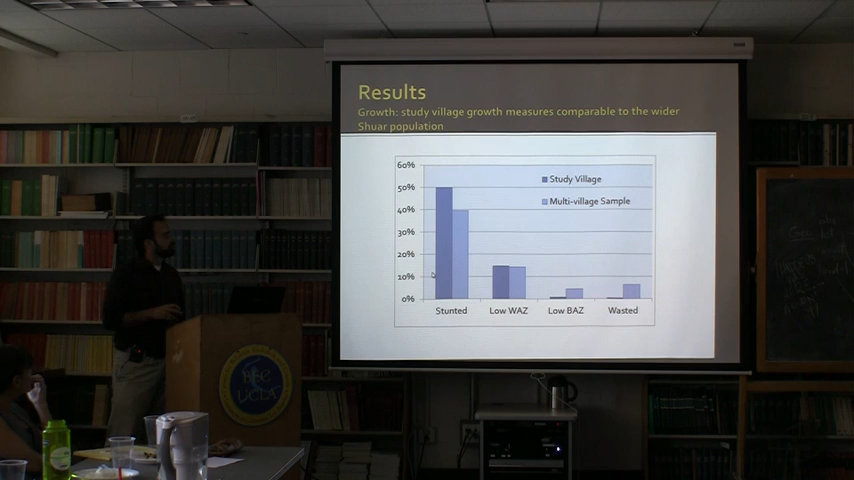 Results
Growth: study village growth measures comparable to the wider
Shuar population
60%
50%
40%
30%
20%
10%
0%
Study Village
Multi-village Sample
Stunted
Low WAZ
Low BAZ
Wasted
BEC
UCLA